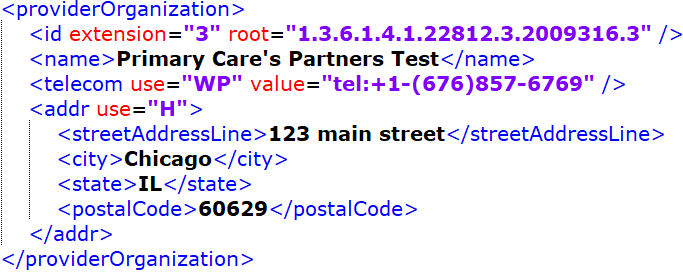 <providerOrganization>
<id extension="3" root="1.3.6.1.4.1.22812.3.2009316.3" />
<name>Primary Care's Partners Test</name>
<telecom use="WP" value="tel:+1-(676)857-6769" />
<addr use="H">
<streetAddressLine>123 main street</streetAddressLine>
<city>Chicago</city>
<state>IL</state>
<postalCode>60629</postalCode>
</addr>
</providerOrganization>